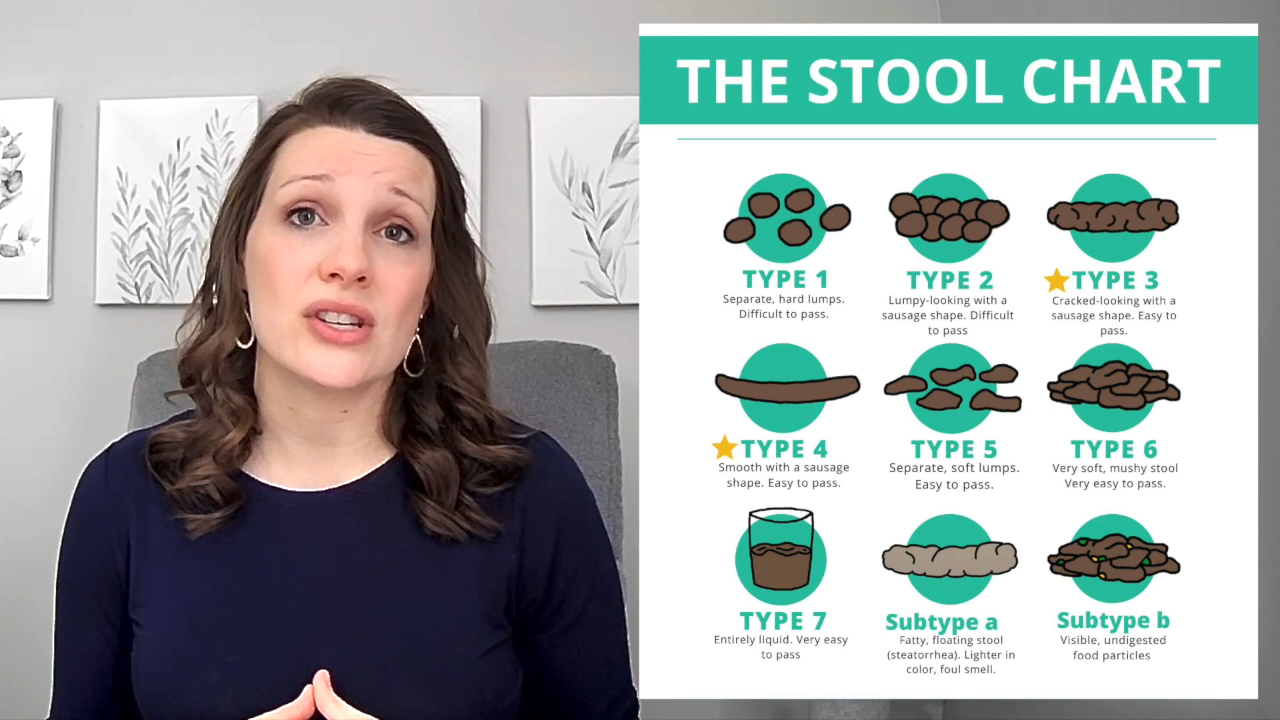 THE STOOL CHART
TYPE 1
Separate, hard lumps.
Difficult to pass.
TYPE 2
Lumpy-looking with a
sausage shape. Difficult
to pass
TYPE 3
Cracked-looking with a
sausage shape. Easy to
pass.
TYPE 4
Smooth with a sausage
shape. Easy to pass.
TYPE 5
Separate, soft lumps.
Easy to pass.
TYPE 6
Very soft, mushy stool
Very easy to pass.
TYPE 7
Entirely liquid. Very easy
to pass
Subtype a
Fatty, floating stool
(steatorrhea). Lighter in
color, foul smell.
Subtype b
Visible, undigested
food particles